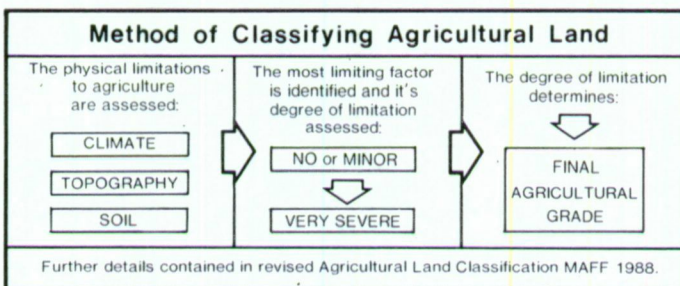 Method of Classifying Agricultural Land
The physical limitations
to agriculture
are assessed:
CLIMATE
TOPOGRAPHY
SOIL
The most limiting factor
is identified and it's
degree of limitation
assessed:
NO or MINOR
VERY SEVERE
The degree of limitation
determines:
FINAL
AGRICULTURAL
GRADE
Further details contained in revised Agricultural Land Classification MAFF 1988.